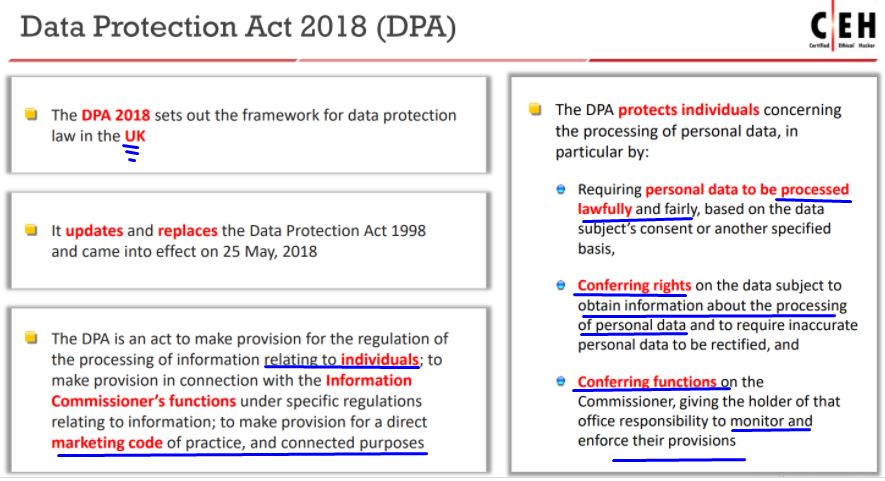 Data Protection Act 2018 (DPA)
C|EH
Certified Ethical Hacker
The DPA 2018 sets out the framework for data protection
law in the UK
It updates and replaces the Data Protection Act 1998
and came into effect on 25 May, 2018
The DPA is an act to make provision for the regulation of
the processing of information relating to individuals; to
make provision in connection with the Information
Commissioner's functions under specific regulations
relating to information; to make provision for a direct
marketing code of practice, and connected purposes
The DPA protects individuals concerning
the processing of personal data, in
particular by:
Requiring personal data to be processed
lawfully and fairly, based on the data
subject's consent or another specified
basis,
Conferring rights on the data subject to
obtain information about the processing
of personal data and to require inaccurate
personal data to be rectified, and
Conferring functions on the
Commissioner, giving the holder of that
office responsibility to monitor and
enforce their provisions